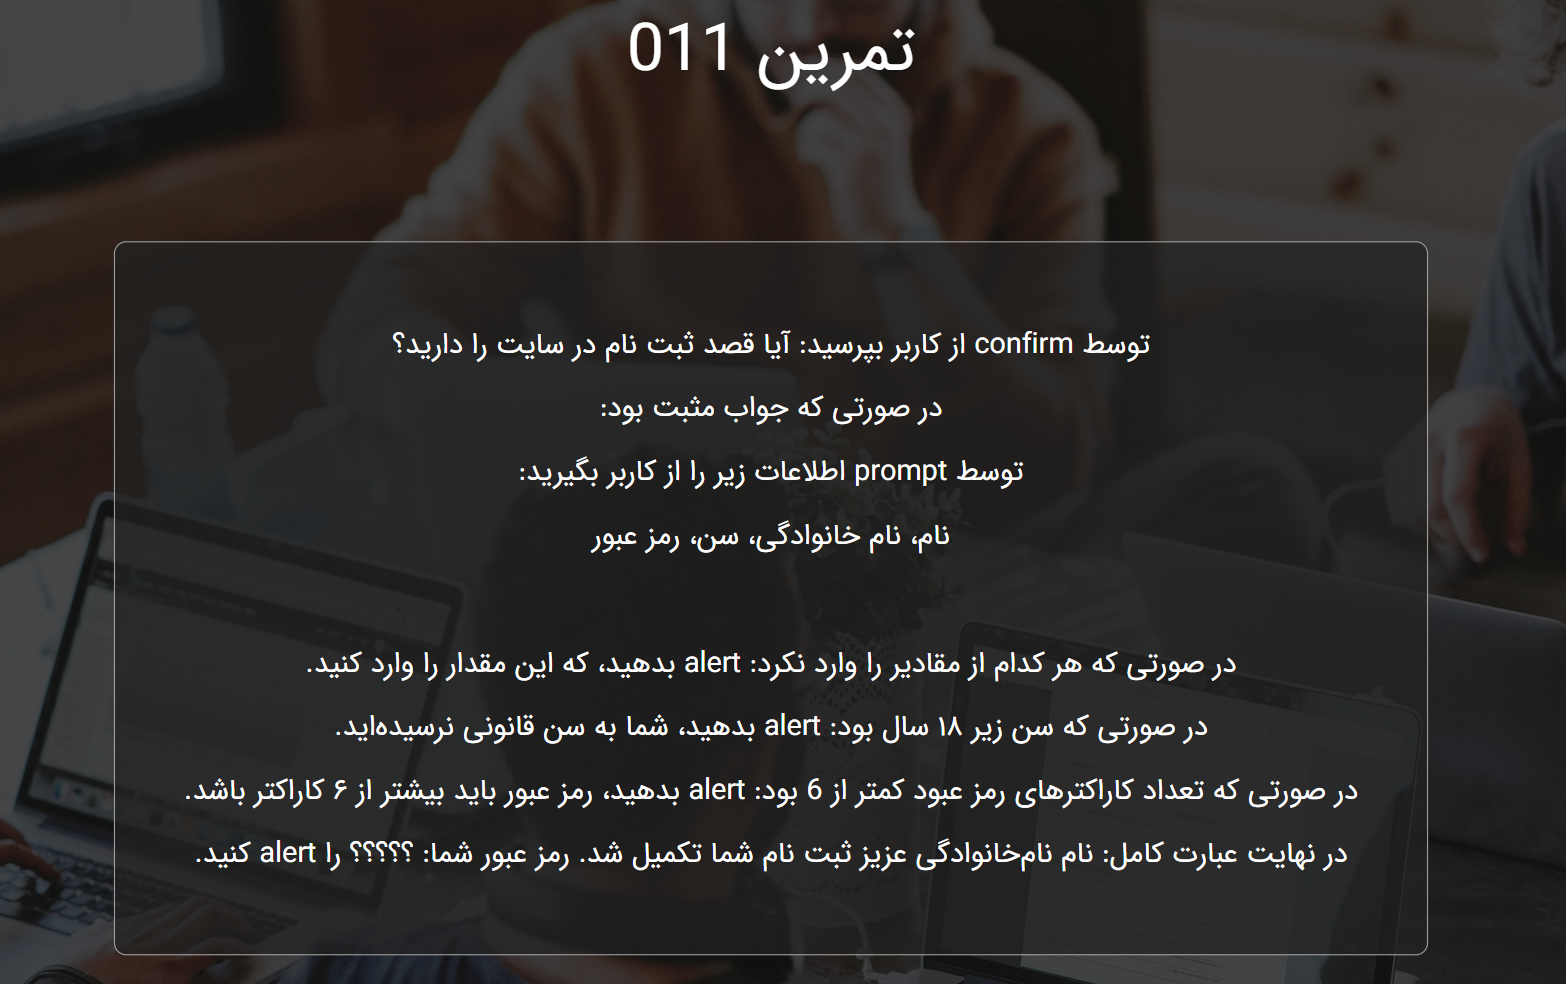 تمرین 011
توسط confirm از کاربر بپرسید: آیا قصد ثبت نام در سایت را دارید؟
در صورتی که جواب مثبت بود:
توسط prompt اطلاعات زیر را از کاربر بگیرید:
نام، نام خانوادگی، سن، رمز عبور
در صورتی که هر کدام از مقادیر را وارد نکرد: alert بدهید، که این مقدار را وارد کنید.
در صورتی که سن زیر ۱۸ سال بود: alert بدهید، شما به سن قانونی نرسیده‌اید.
در صورتی که تعداد کاراکترهای رمز عبود کمتر از 6 بود: alert بدهید، رمز عبور باید بیشتر از ۶ کاراکتر باشد.
در نهایت عبارت کامل: نام نام‌خانوادگی عزیز ثبت نام شما تکمیل شد. رمز عبور شما: ؟؟؟؟؟ را alert کنید.